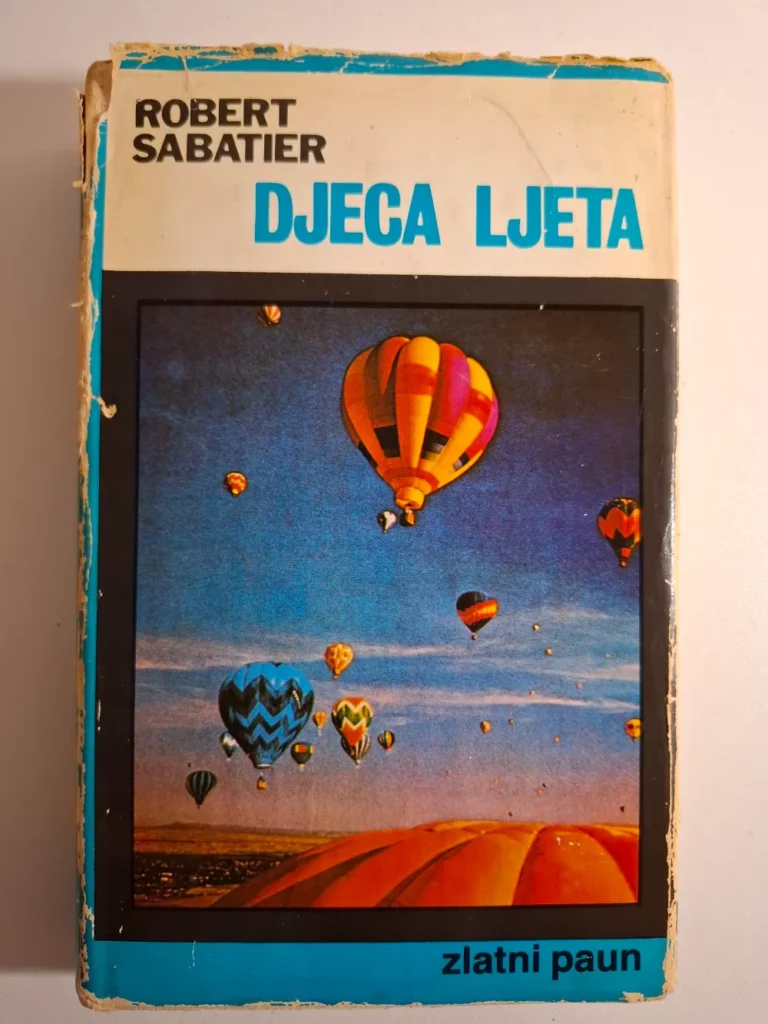 ROBERT
SABATIER
DJECA LJETA
zlatni paun